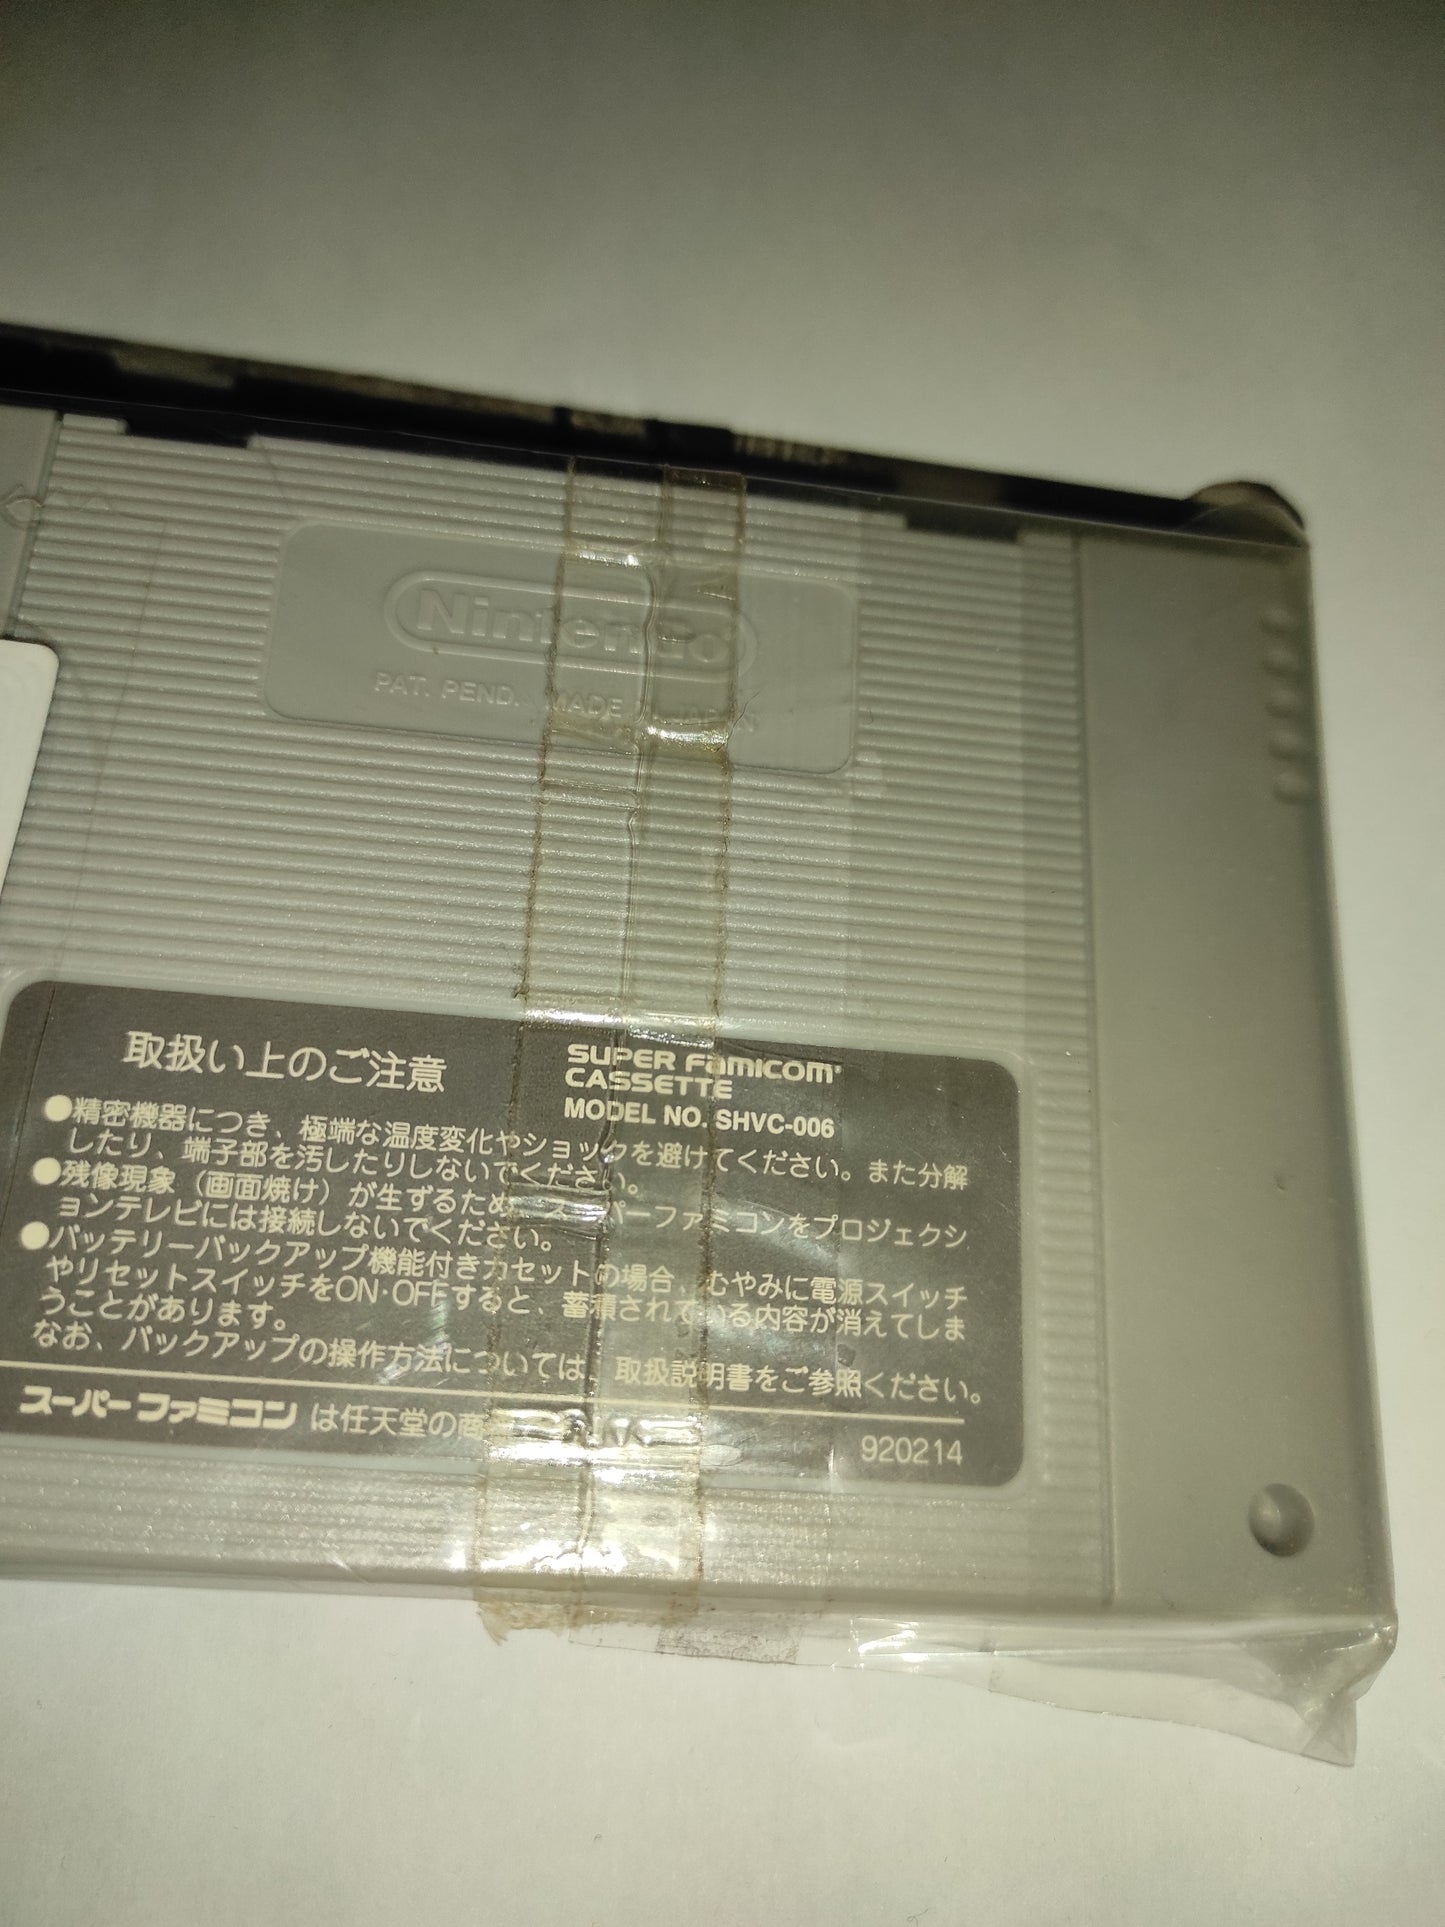 Nintendo
PAT. PEND. MADE IN JAPAN
取扱い上のご注意
SUPER Famicom
CASSETTE
MODEL NO. SHVC-006
●精密機器につき、極端な温度変化やショックを避けてください。また分解
したり、端子部を汚したりしないでください。
●残像現象（画面焼け）が生ずるため、スーパーファミコンをプロジェクシ
ョンテレビには接続しないでください。
●バッテリーバックアップ機能付きカセットの場合、むやみに電源スイッチ
やリセットスイッチをON·OFFすると、蓄積されている内容が消えてしま
うことがあります。
なお、バックアップの操作方法については、取扱説明書をご参照ください。
スーパーファミコン は任天堂の商
920214